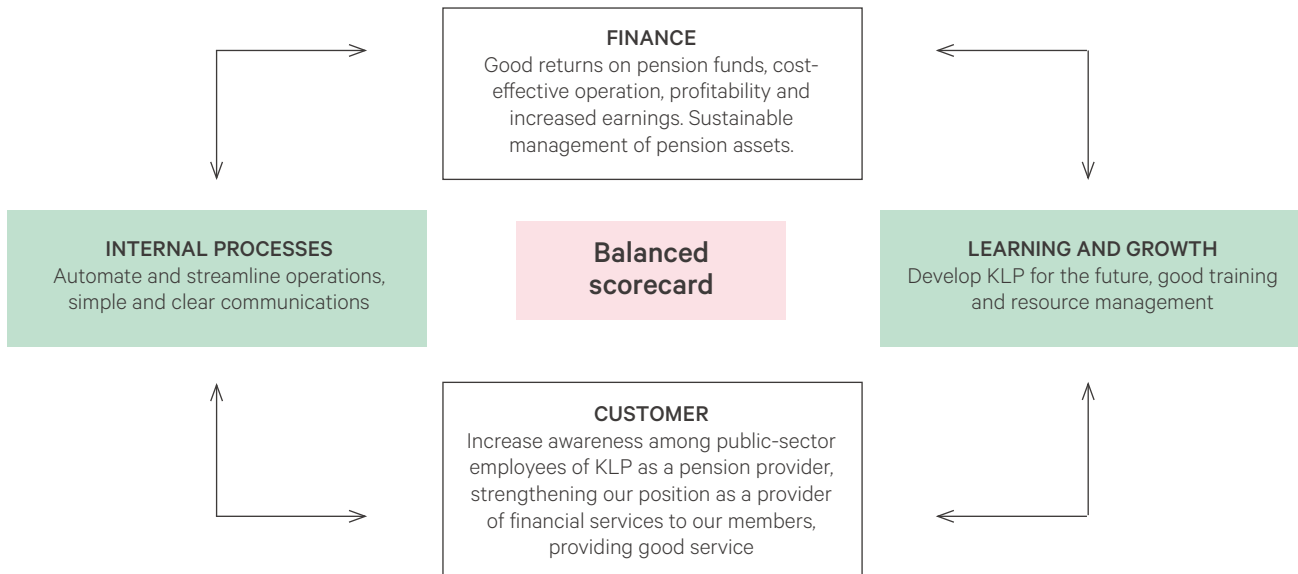 FINANCE
Good returns on pension funds, cost-
effective operation, profitability and
increased earnings. Sustainable
management of pension assets.
INTERNAL PROCESSES
Automate and streamline operations,
simple and clear communications
Balanced
scorecard
LEARNING AND GROWTH
Develop KLP for the future, good training
and resource management
CUSTOMER
Increase awareness among public-sector
employees of KLP as a pension provider,
strengthening our position as a provider
of financial services to our members,
providing good service